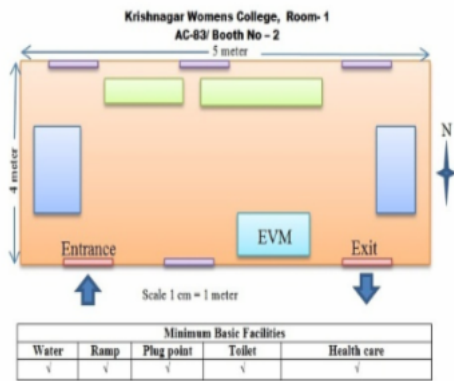 Krishnagar Womens College, Room- 1
AC-83/ Booth No – 2
5 meter
4 meter
N
Entrance
EVM
Exit
Scale 1 cm = 1 meter
Minimum Basic Facilities
Water Ramp Plug point Toilet Health care
√ √ √ √ √